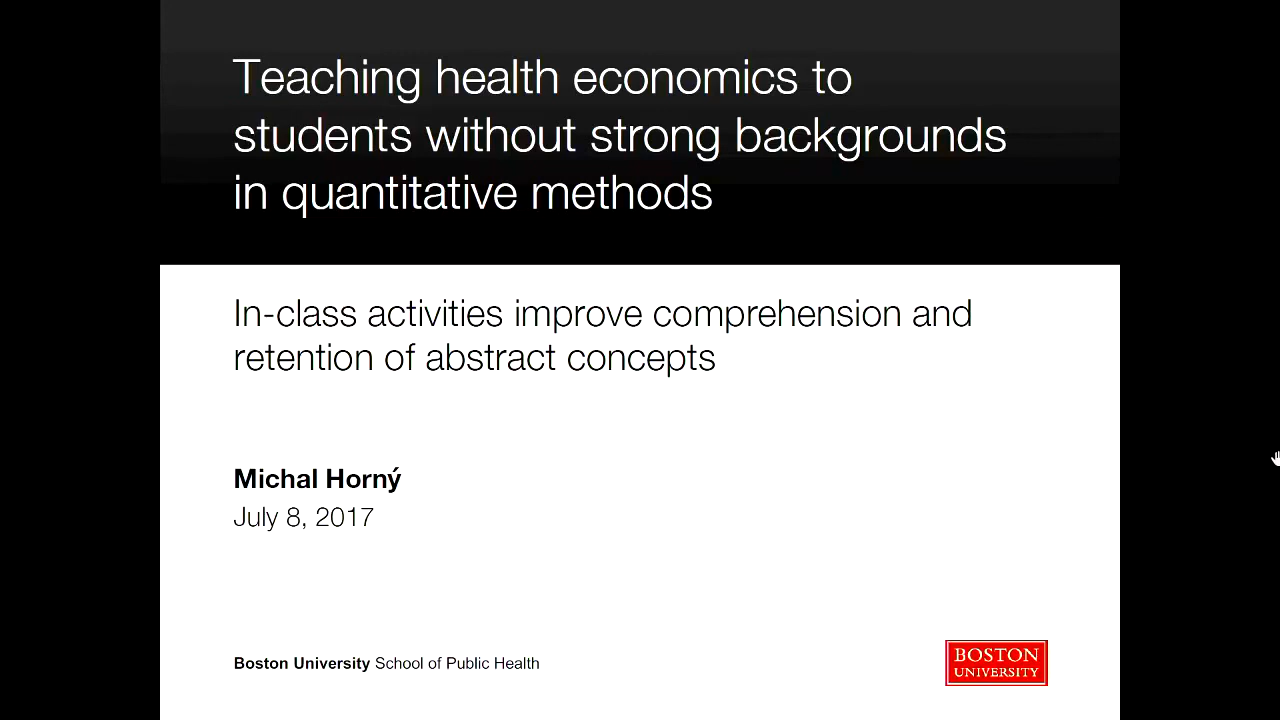 Teaching health economics to
students without strong backgrounds
in quantitative methods
In-class activities improve comprehension and
retention of abstract concepts
Michal Horný
July 8, 2017
Boston University School of Public Health
BOSTON
UNIVERSITY